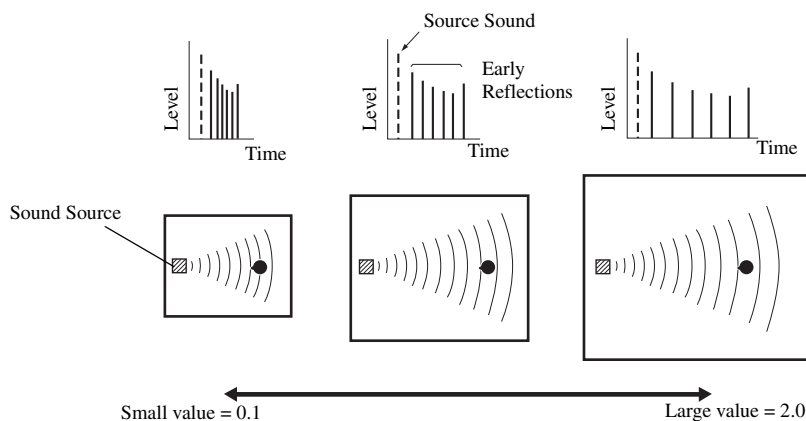 Source Sound
Early
Reflections
Level
Time
Level
Time
Level
Time
Sound Source
Small value = 0.1
Large value = 2.0